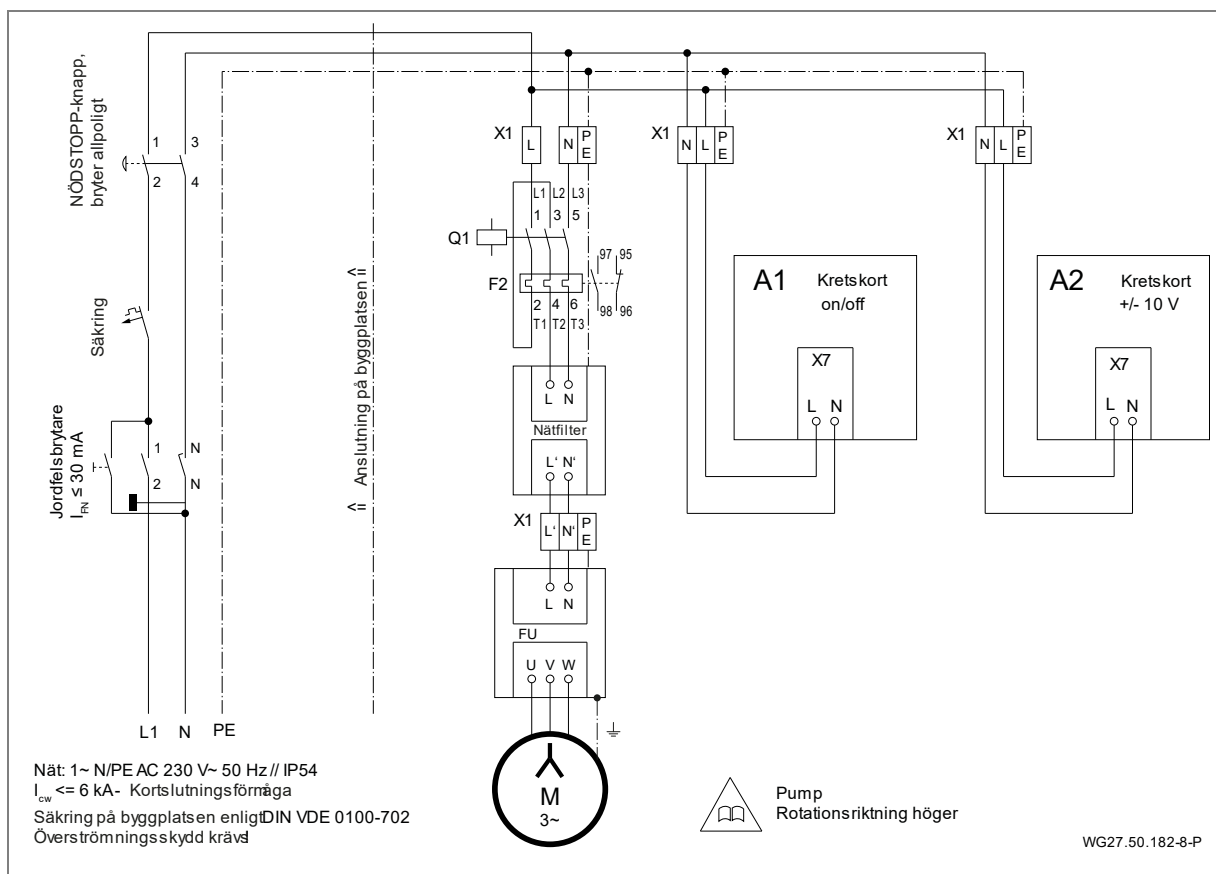 NÖDSTOPP-knapp,
bryter allpoligt
1 3
2 4
Säkring
Jordfelsbrytare
I_FN ≤ 30 mA
1 N
2 N
L1 N PE
<= Anslutning på byggplatsen <=
X1 L N PE
L1 L2 L3
1 3 5
Q1
F2
97 95
98 96
2 4 6
T1 T2 T3
L N
Nätfilter
L' N'
X1 L' N' PE
L N
FU
U V W
M
3~
X1 N L PE
A1 Kretskort
on/off
X7
L N
X1 N L PE
A2 Kretskort
+/- 10 V
X7
L N
Nät: 1~ N/PE AC 230 V~ 50 Hz // IP54
I_cw <= 6 kA - Kortslutningsförmåga
Säkring på byggplatsen enligt DIN VDE 0100-702
Överströmningsskydd krävs!
Pump
Rotationsriktning höger
WG27.50.182-8-P